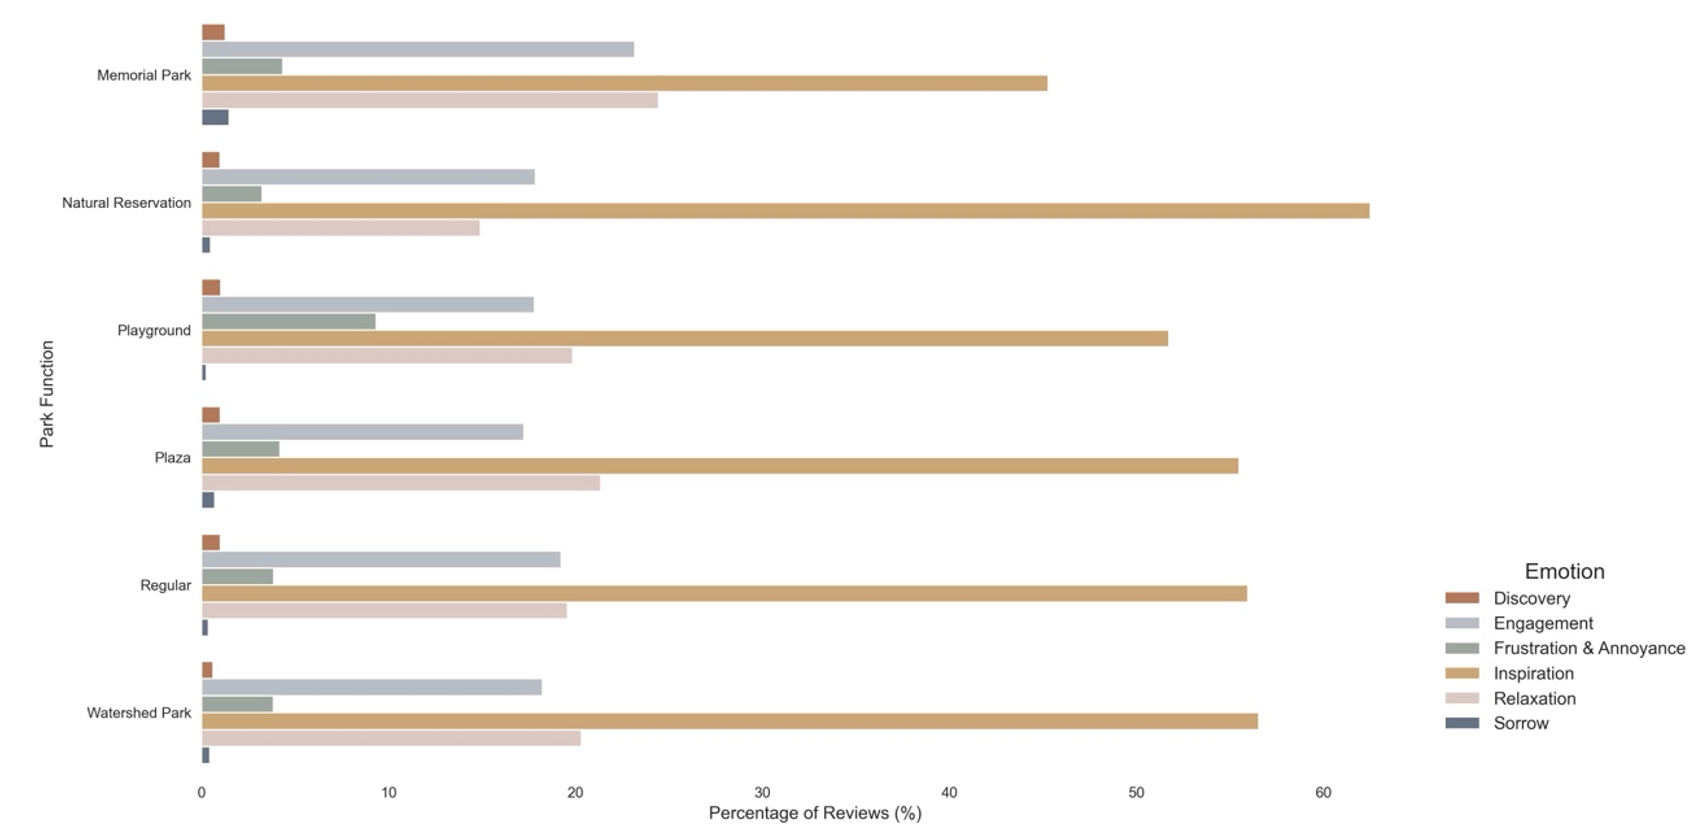 Memorial Park
Natural Reservation
Playground
Plaza
Regular
Watershed Park
Park Function
0 10 20 30 40 50 60
Percentage of Reviews (%)
Emotion
Discovery
Engagement
Frustration & Annoyance
Inspiration
Relaxation
Sorrow